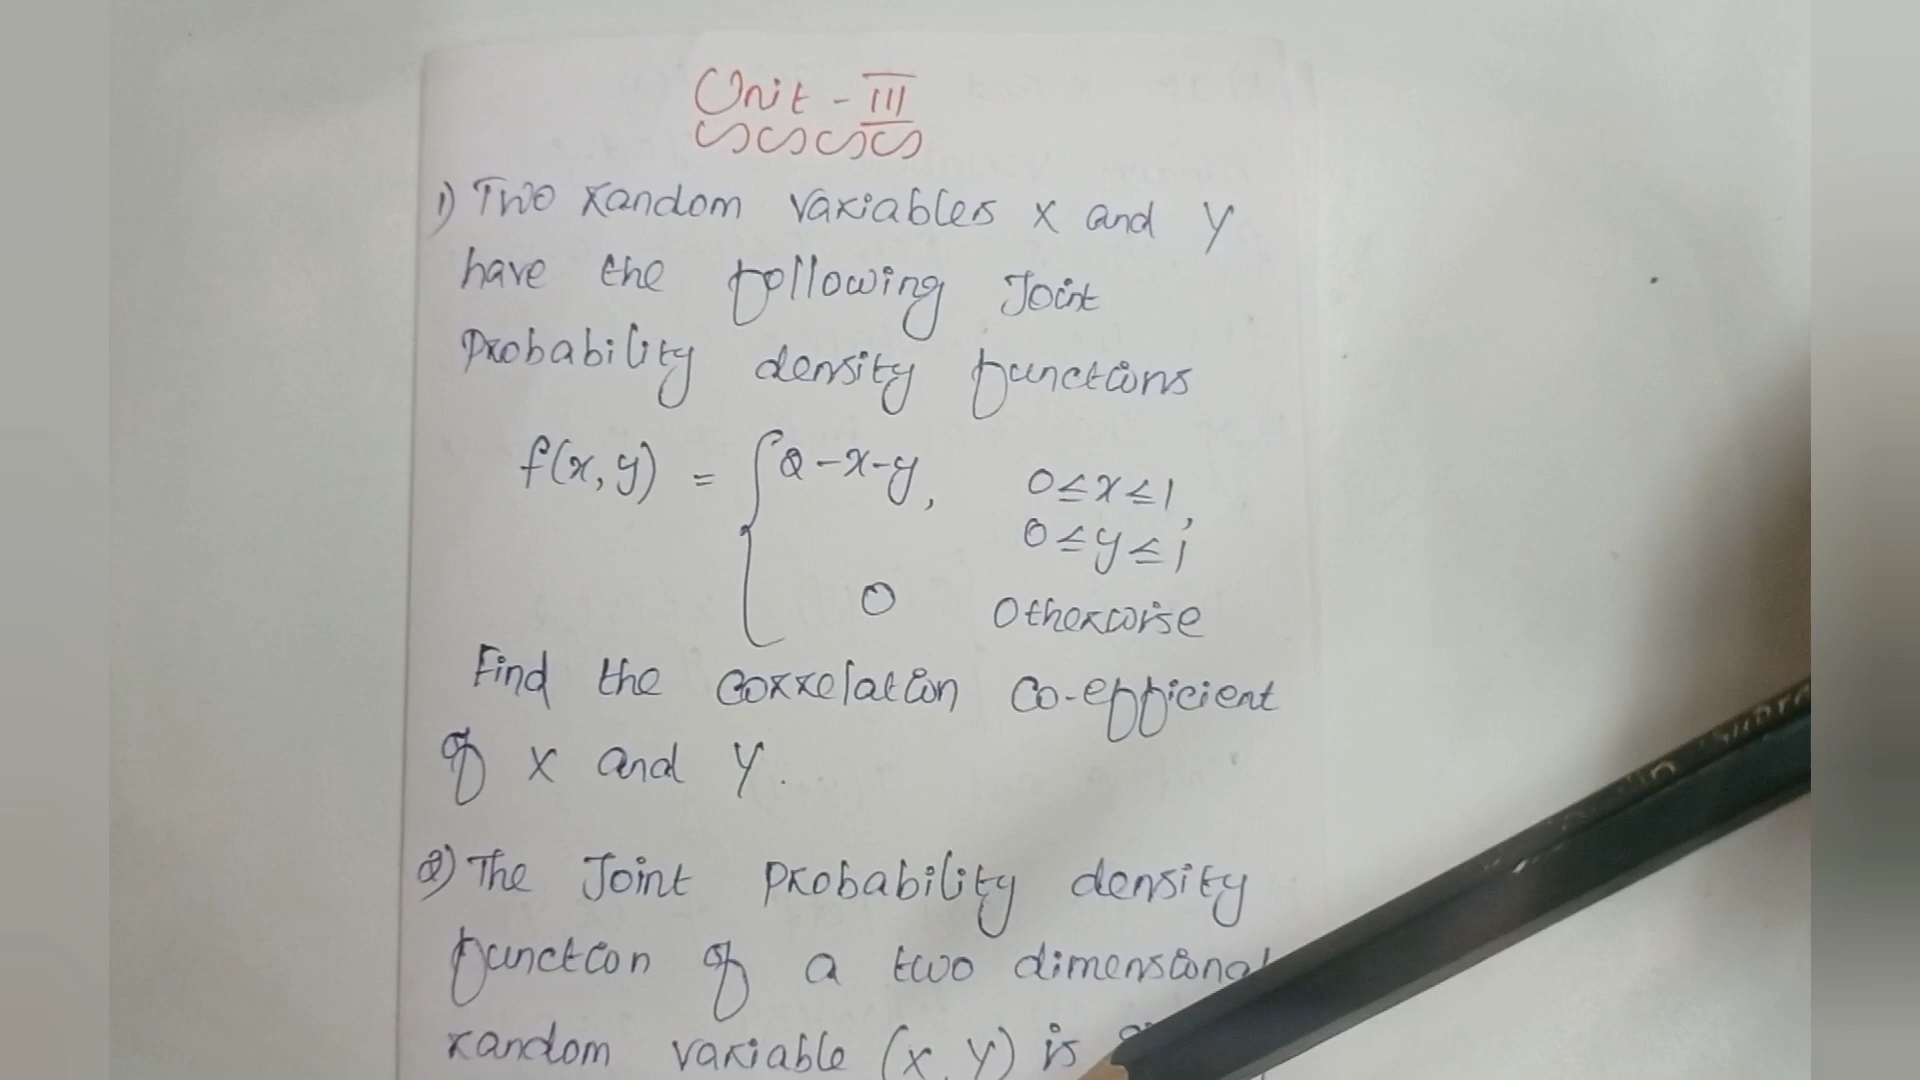 Unit - III
1) Two random variables X and Y
have the following Joint
Probability density functions
f(x, y) = { 2-x-y, 0≤x≤1,
0≤y≤1
0 Otherwise
Find the correlation co-efficient
of X and Y.
2) The Joint Probability density
function of a two dimensional
random variable (X, Y) is